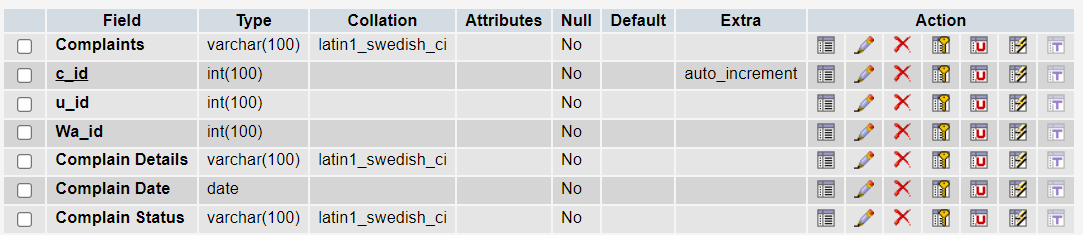 Field Type Collation Attributes Null Default Extra Action
Complaints varchar(100) latin1_swedish_ci No
c_id int(100) No auto_increment
u_id int(100) No
Wa_id int(100) No
Complain Details varchar(100) latin1_swedish_ci No
Complain Date date No
Complain Status varchar(100) latin1_swedish_ci No